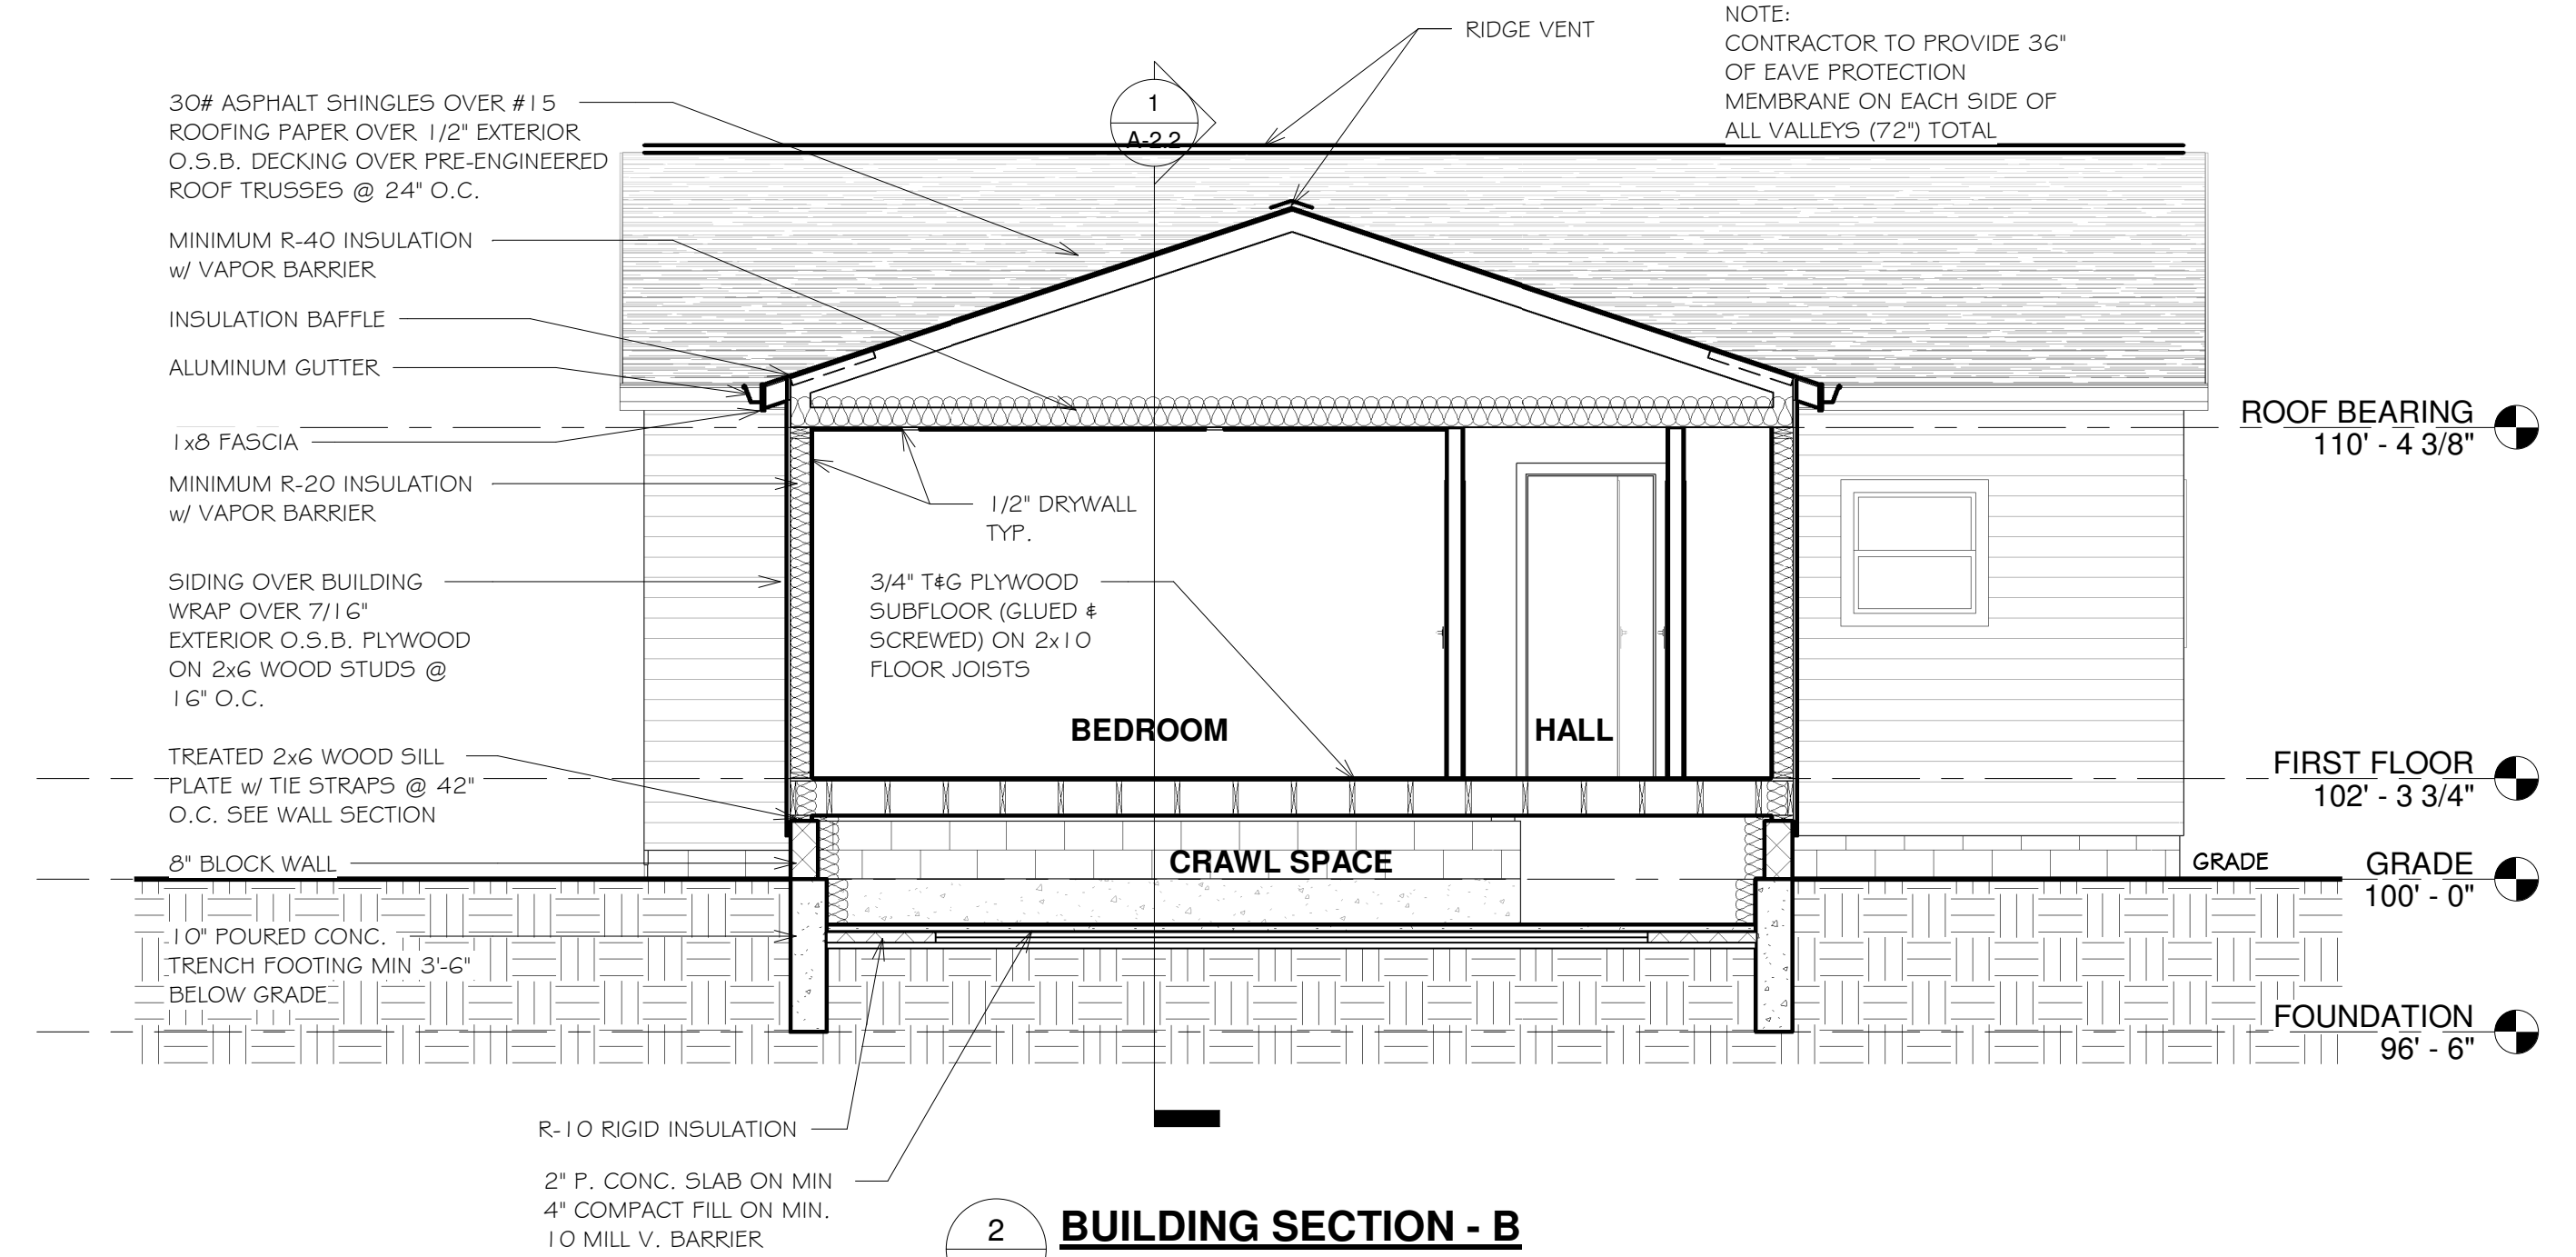 RIDGE VENT
NOTE:
CONTRACTOR TO PROVIDE 36"
OF EAVE PROTECTION
MEMBRANE ON EACH SIDE OF
ALL VALLEYS (72") TOTAL
1
A-2.2
30# ASPHALT SHINGLES OVER #15
ROOFING PAPER OVER 1/2" EXTERIOR
O.S.B. DECKING OVER PRE-ENGINEERED
ROOF TRUSSES @ 24" O.C.
MINIMUM R-40 INSULATION
w/ VAPOR BARRIER
INSULATION BAFFLE
ALUMINUM GUTTER
1x8 FASCIA
MINIMUM R-20 INSULATION
w/ VAPOR BARRIER
SIDING OVER BUILDING
WRAP OVER 7/16"
EXTERIOR O.S.B. PLYWOOD
ON 2x6 WOOD STUDS @
16" O.C.
TREATED 2x6 WOOD SILL
PLATE w/ TIE STRAPS @ 42"
O.C. SEE WALL SECTION
8" BLOCK WALL
10" POURED CONC.
TRENCH FOOTING MIN 3'-6"
BELOW GRADE
1/2" DRYWALL
TYP.
3/4" T&G PLYWOOD
SUBFLOOR (GLUED &
SCREWED) ON 2x10
FLOOR JOISTS
BEDROOM
HALL
CRAWL SPACE
ROOF BEARING
110' - 4 3/8"
FIRST FLOOR
102' - 3 3/4"
GRADE
GRADE
100' - 0"
FOUNDATION
96' - 6"
R-10 RIGID INSULATION
2" P. CONC. SLAB ON MIN
4" COMPACT FILL ON MIN.
10 MILL V. BARRIER
2
BUILDING SECTION - B